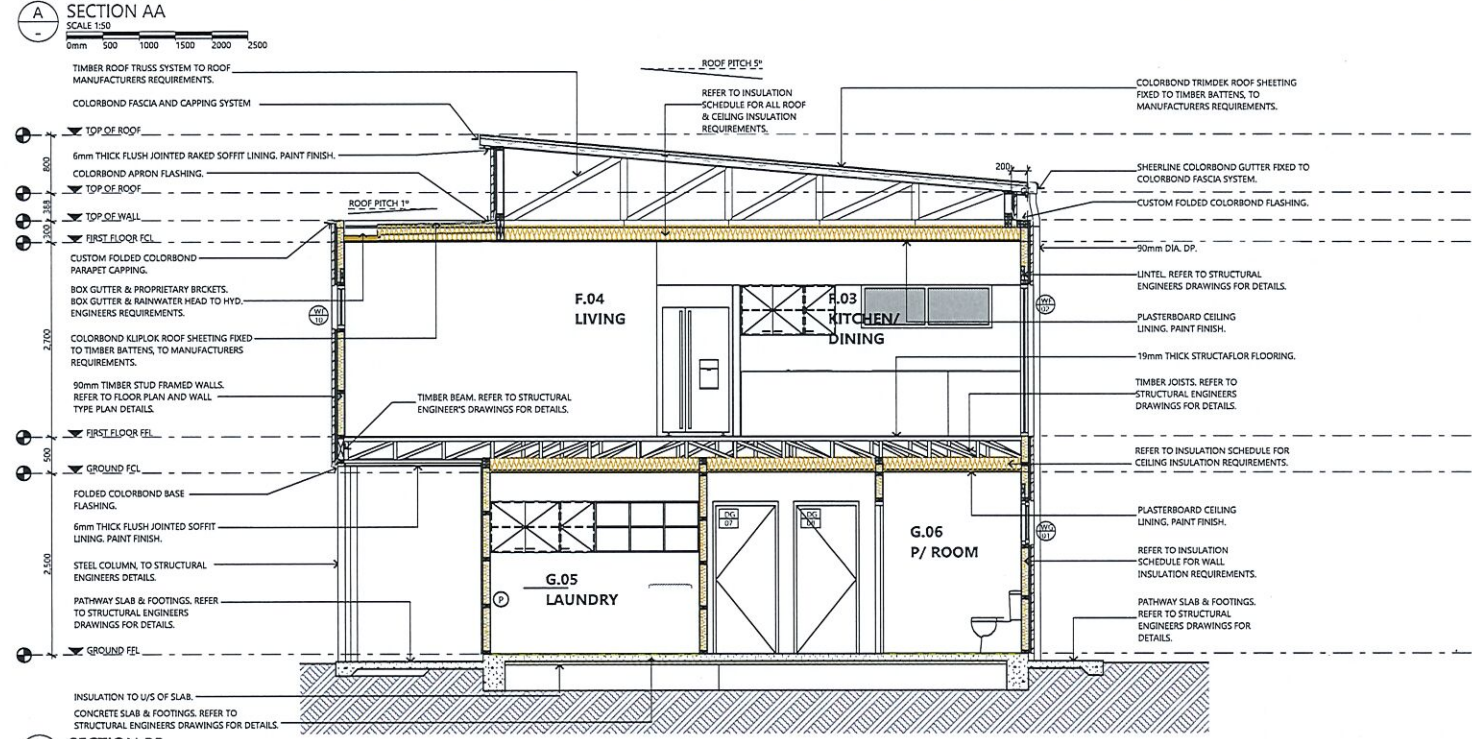 A
-
SECTION AA
SCALE 1:50
0mm 500 1000 1500 2000 2500
TIMBER ROOF TRUSS SYSTEM TO ROOF
MANUFACTURERS REQUIREMENTS.
COLORBOND FASCIA AND CAPPING SYSTEM
TOP OF ROOF
6mm THICK FLUSH JOINTED RAKED SOFFIT LINING. PAINT FINISH.
COLORBOND APRON FLASHING.
TOP OF ROOF
ROOF PITCH 1°
TOP OF WALL
FIRST FLOOR FCL
CUSTOM FOLDED COLORBOND
PARAPET CAPPING.
BOX GUTTER & PROPRIETARY BRCKETS.
BOX GUTTER & RAINWATER HEAD TO HYD.
ENGINEERS REQUIREMENTS.
COLORBOND KLIPLOK ROOF SHEETING FIXED
TO TIMBER BATTENS, TO MANUFACTURERS
REQUIREMENTS.
90mm TIMBER STUD FRAMED WALLS.
REFER TO FLOOR PLAN AND WALL
TYPE PLAN DETAILS.
FIRST FLOOR FFL
GROUND FCL
FOLDED COLORBOND BASE
FLASHING.
6mm THICK FLUSH JOINTED SOFFIT
LINING. PAINT FINISH.
STEEL COLUMN, TO STRUCTURAL
ENGINEERS DETAILS.
PATHWAY SLAB & FOOTINGS. REFER
TO STRUCTURAL ENGINEERS
DRAWINGS FOR DETAILS.
GROUND FFL
INSULATION TO U/S OF SLAB.
CONCRETE SLAB & FOOTINGS. REFER TO
STRUCTURAL ENGINEERS DRAWINGS FOR DETAILS.
800
388
300
2,700
500
2,500
ROOF PITCH 5°
REFER TO INSULATION
SCHEDULE FOR ALL ROOF
& CEILING INSULATION
REQUIREMENTS.
200
F.04
LIVING
F.03
KITCHEN/
DINING
TIMBER BEAM. REFER TO STRUCTURAL
ENGINEER'S DRAWINGS FOR DETAILS.
G.05
LAUNDRY
P
DG
07
DG
G.06
P/ ROOM
COLORBOND TRIMDEK ROOF SHEETING
FIXED TO TIMBER BATTENS, TO
MANUFACTURERS REQUIREMENTS.
SHEERLINE COLORBOND GUTTER FIXED TO
COLORBOND FASCIA SYSTEM.
CUSTOM FOLDED COLORBOND FLASHING.
90mm DIA. DP.
LINTEL. REFER TO STRUCTURAL
ENGINEERS DRAWINGS FOR DETAILS.
PLASTERBOARD CEILING
LINING. PAINT FINISH.
19mm THICK STRUCTAFLOR FLOORING.
TIMBER JOISTS. REFER TO
STRUCTURAL ENGINEERS
DRAWINGS FOR DETAILS.
REFER TO INSULATION SCHEDULE FOR
CEILING INSULATION REQUIREMENTS.
PLASTERBOARD CEILING
LINING. PAINT FINISH.
REFER TO INSULATION
SCHEDULE FOR WALL
INSULATION REQUIREMENTS.
PATHWAY SLAB & FOOTINGS.
REFER TO STRUCTURAL
ENGINEERS DRAWINGS FOR
DETAILS.